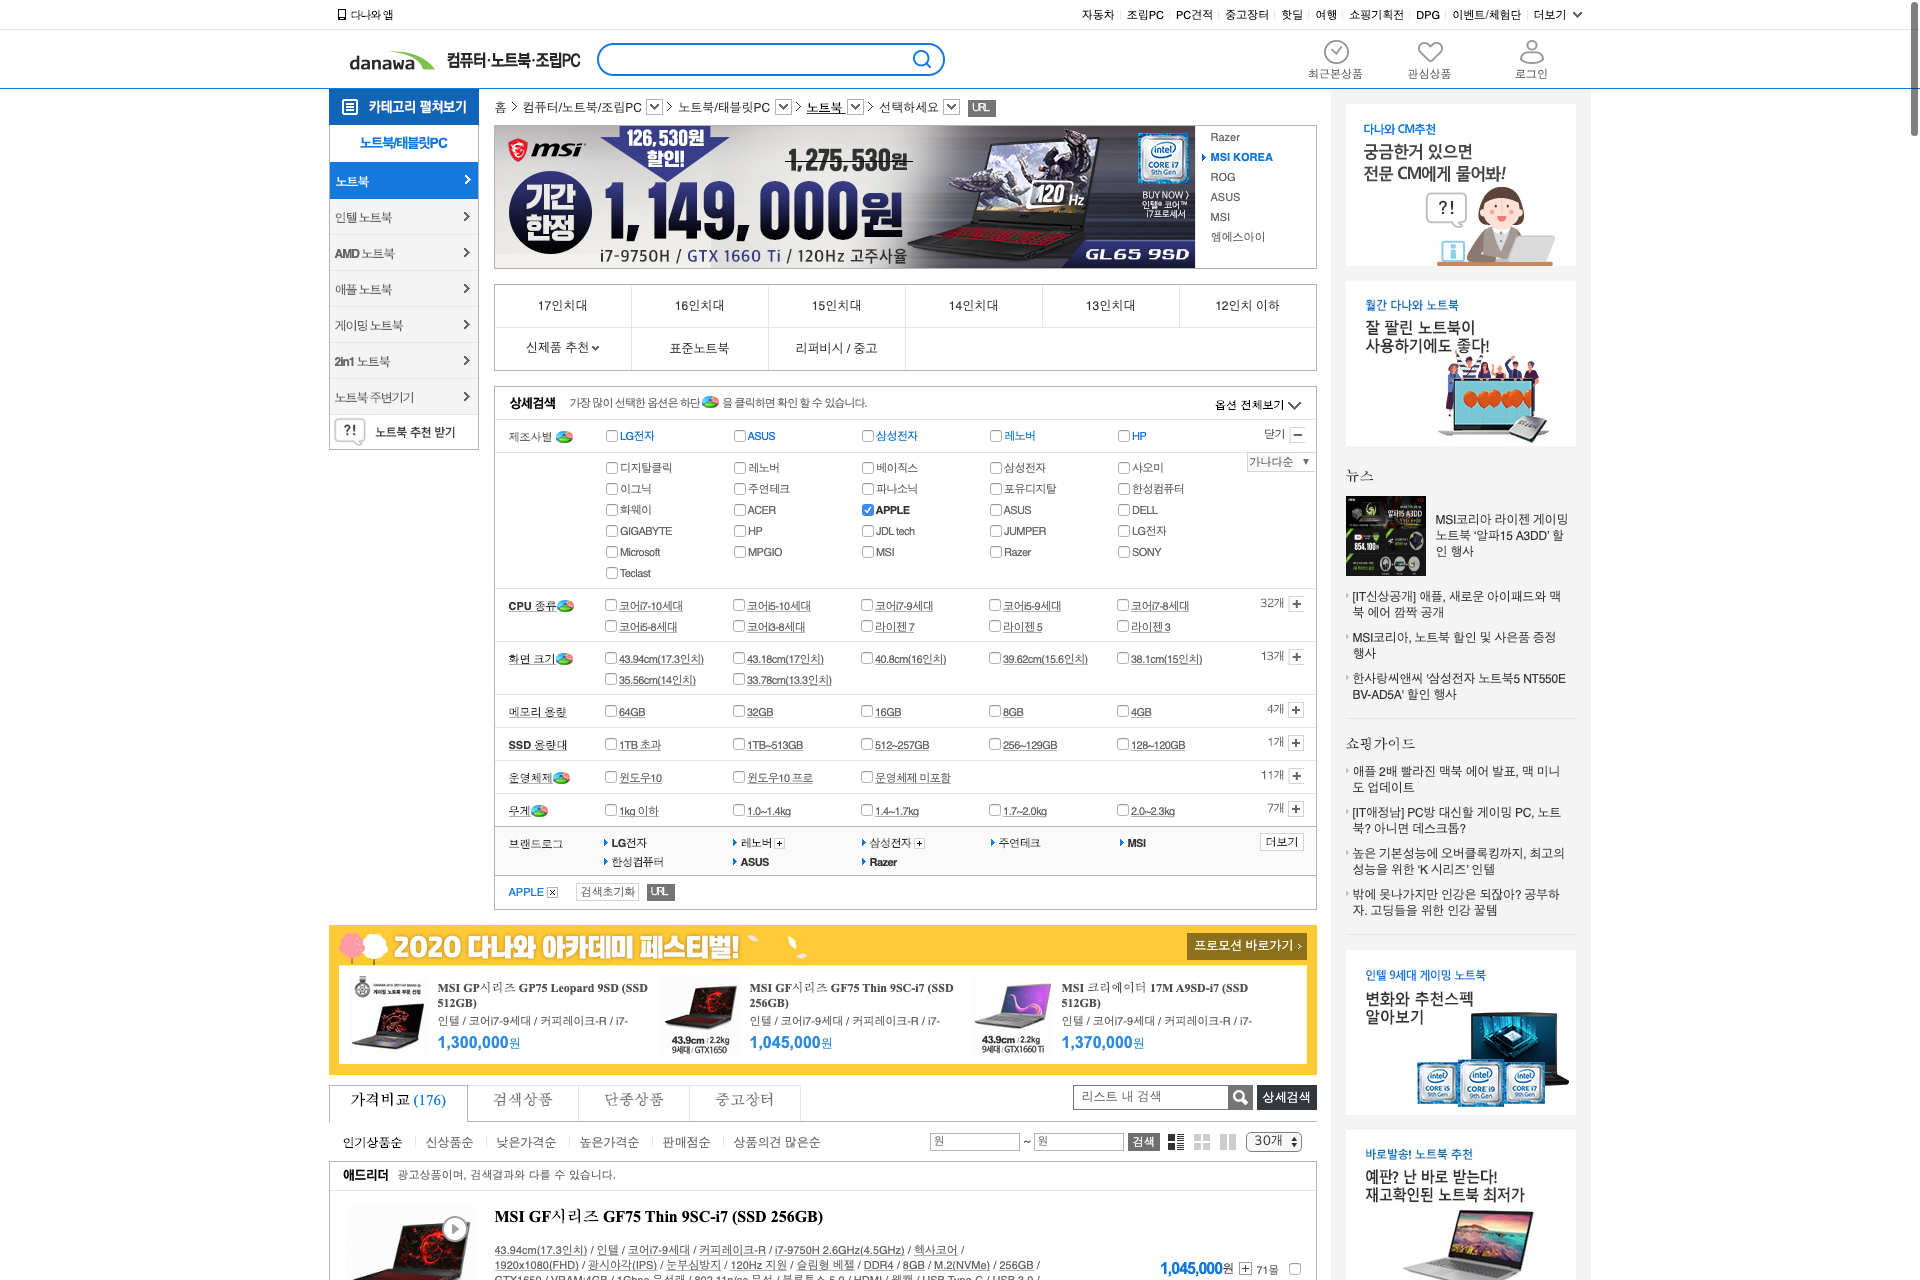 다나와 앱
자동차 조립PC PC견적 중고장터 핫딜 여행 쇼핑기획전 DPG 이벤트/체험단 더보기
danawa 컴퓨터·노트북·조립PC
최근본상품 관심상품 로그인
카테고리 펼쳐보기
노트북/태블릿PC
노트북
인텔 노트북
AMD 노트북
애플 노트북
게이밍 노트북
2in1 노트북
노트북 주변기기
?! 노트북 추천 받기
홈 컴퓨터/노트북/조립PC 노트북/태블릿PC 노트북 선택하세요 URL
msi
126,530원
할인!
1,275,530원
기간
한정
1,149,000원
i7-9750H / GTX 1660 Ti / 120Hz 고주사율
120 Hz
intel
CORE i7
9th Gen
BUY NOW 〉
인텔® 코어™
i7프로세서
GL65 9SD
Razer
MSI KOREA
ROG
ASUS
MSI
엠에스아이
17인치대 16인치대 15인치대 14인치대 13인치대 12인치 이하
신제품 추천 표준노트북 리퍼비시 / 중고
상세검색 가장 많이 선택한 옵션은 하단 을 클릭하면 확인 할 수 있습니다. 옵션 전체보기
제조사별 LG전자 ASUS 삼성전자 레노버 HP 닫기
가나다순 ▼
디지탈클릭 레노버 베이직스 삼성전자 샤오미
이그닉 주연테크 파나소닉 포유디지탈 한성컴퓨터
화웨이 ACER APPLE ASUS DELL
GIGABYTE HP JDL tech JUMPER LG전자
Microsoft MPGIO MSI Razer SONY
Teclast
CPU 종류 코어i7-10세대 코어i5-10세대 코어i7-9세대 코어i5-9세대 코어i7-8세대 32개
코어i5-8세대 코어i3-8세대 라이젠 7 라이젠 5 라이젠 3
화면 크기 43.94cm(17.3인치) 43.18cm(17인치) 40.8cm(16인치) 39.62cm(15.6인치) 38.1cm(15인치) 13개
35.56cm(14인치) 33.78cm(13.3인치)
메모리 용량 64GB 32GB 16GB 8GB 4GB 4개
SSD 용량대 1TB 초과 1TB~513GB 512~257GB 256~129GB 128~120GB 1개
운영체제 윈도우10 윈도우10 프로 운영체제 미포함 11개
무게 1kg 이하 1.0~1.4kg 1.4~1.7kg 1.7~2.0kg 2.0~2.3kg 7개
브랜드로그 LG전자 레노버 삼성전자 주연테크 MSI 더보기
한성컴퓨터 ASUS Razer
APPLE 검색초기화 URL
2020 다나와 아카데미 페스티벌! 프로모션 바로가기 ›
게이밍 노트북 부문 선정
MSI GP시리즈 GP75 Leopard 9SD (SSD
512GB)
인텔 / 코어i7-9세대 / 커피레이크-R / i7-
1,300,000원
43.9cm / 2.2kg
9세대 / GTX1650
MSI GF시리즈 GF75 Thin 9SC-i7 (SSD
256GB)
인텔 / 코어i7-9세대 / 커피레이크-R / i7-
1,045,000원
43.9cm / 2.2kg
9세대 / GTX1660 Ti
MSI 크리에이터 17M A9SD-i7 (SSD
512GB)
인텔 / 코어i7-9세대 / 커피레이크-R / i7-
1,370,000원
가격비교 (176) 검색상품 단종상품 중고장터 리스트 내 검색 상세검색
인기상품순 신상품순 낮은가격순 높은가격순 판매점순 상품의견 많은순 원 ~ 원 검색 30개
애드리더 광고상품이며, 검색결과와 다를 수 있습니다.
MSI GF시리즈 GF75 Thin 9SC-i7 (SSD 256GB)
43.94cm(17.3인치) / 인텔 / 코어i7-9세대 / 커피레이크-R / i7-9750H 2.6GHz(4.5GHz) / 헥사코어 /
1920x1080(FHD) / 광시야각(IPS) / 눈부심방지 / 120Hz 지원 / 슬림형 베젤 / DDR4 / 8GB / M.2(NVMe) / 256GB /
GTX1650 / VRAM:4GB / 1Gbps 유선랜 / 802.11n/ac 무선 / 블루투스 5.0 / HDMI / 웹캠 / USB Type-C / USB 3.0 /
1,045,000원 71몰
다나와 CM추천
궁금한거 있으면
전문 CM에게 물어봐!
?!
월간 다나와 노트북
잘 팔린 노트북이
사용하기에도 좋다!
뉴스
MSI코리아 라이젠 게이밍
노트북 ‘알파15 A3DD’ 할
인 행사
[IT신상공개] 애플, 새로운 아이패드와 맥
북 에어 깜짝 공개
MSI코리아, 노트북 할인 및 사은품 증정
행사
한사랑씨앤씨 '삼성전자 노트북5 NT550E
BV-AD5A' 할인 행사
쇼핑가이드
애플 2배 빨라진 맥북 에어 발표, 맥 미니
도 업데이트
[IT애정남] PC방 대신할 게이밍 PC, 노트
북? 아니면 데스크톱?
높은 기본성능에 오버클럭킹까지, 최고의
성능을 위한 ‘K 시리즈’ 인텔
밖에 못나가지만 인강은 되잖아? 공부하
자. 고딩들을 위한 인강 꿀템
인텔 9세대 게이밍 노트북
변화와 추천스펙
알아보기
intel CORE i5 9th Gen
intel CORE i9 9th Gen
intel CORE i7 9th Gen
바로발송! 노트북 추천
예판? 난 바로 받는다!
재고확인된 노트북 최저가